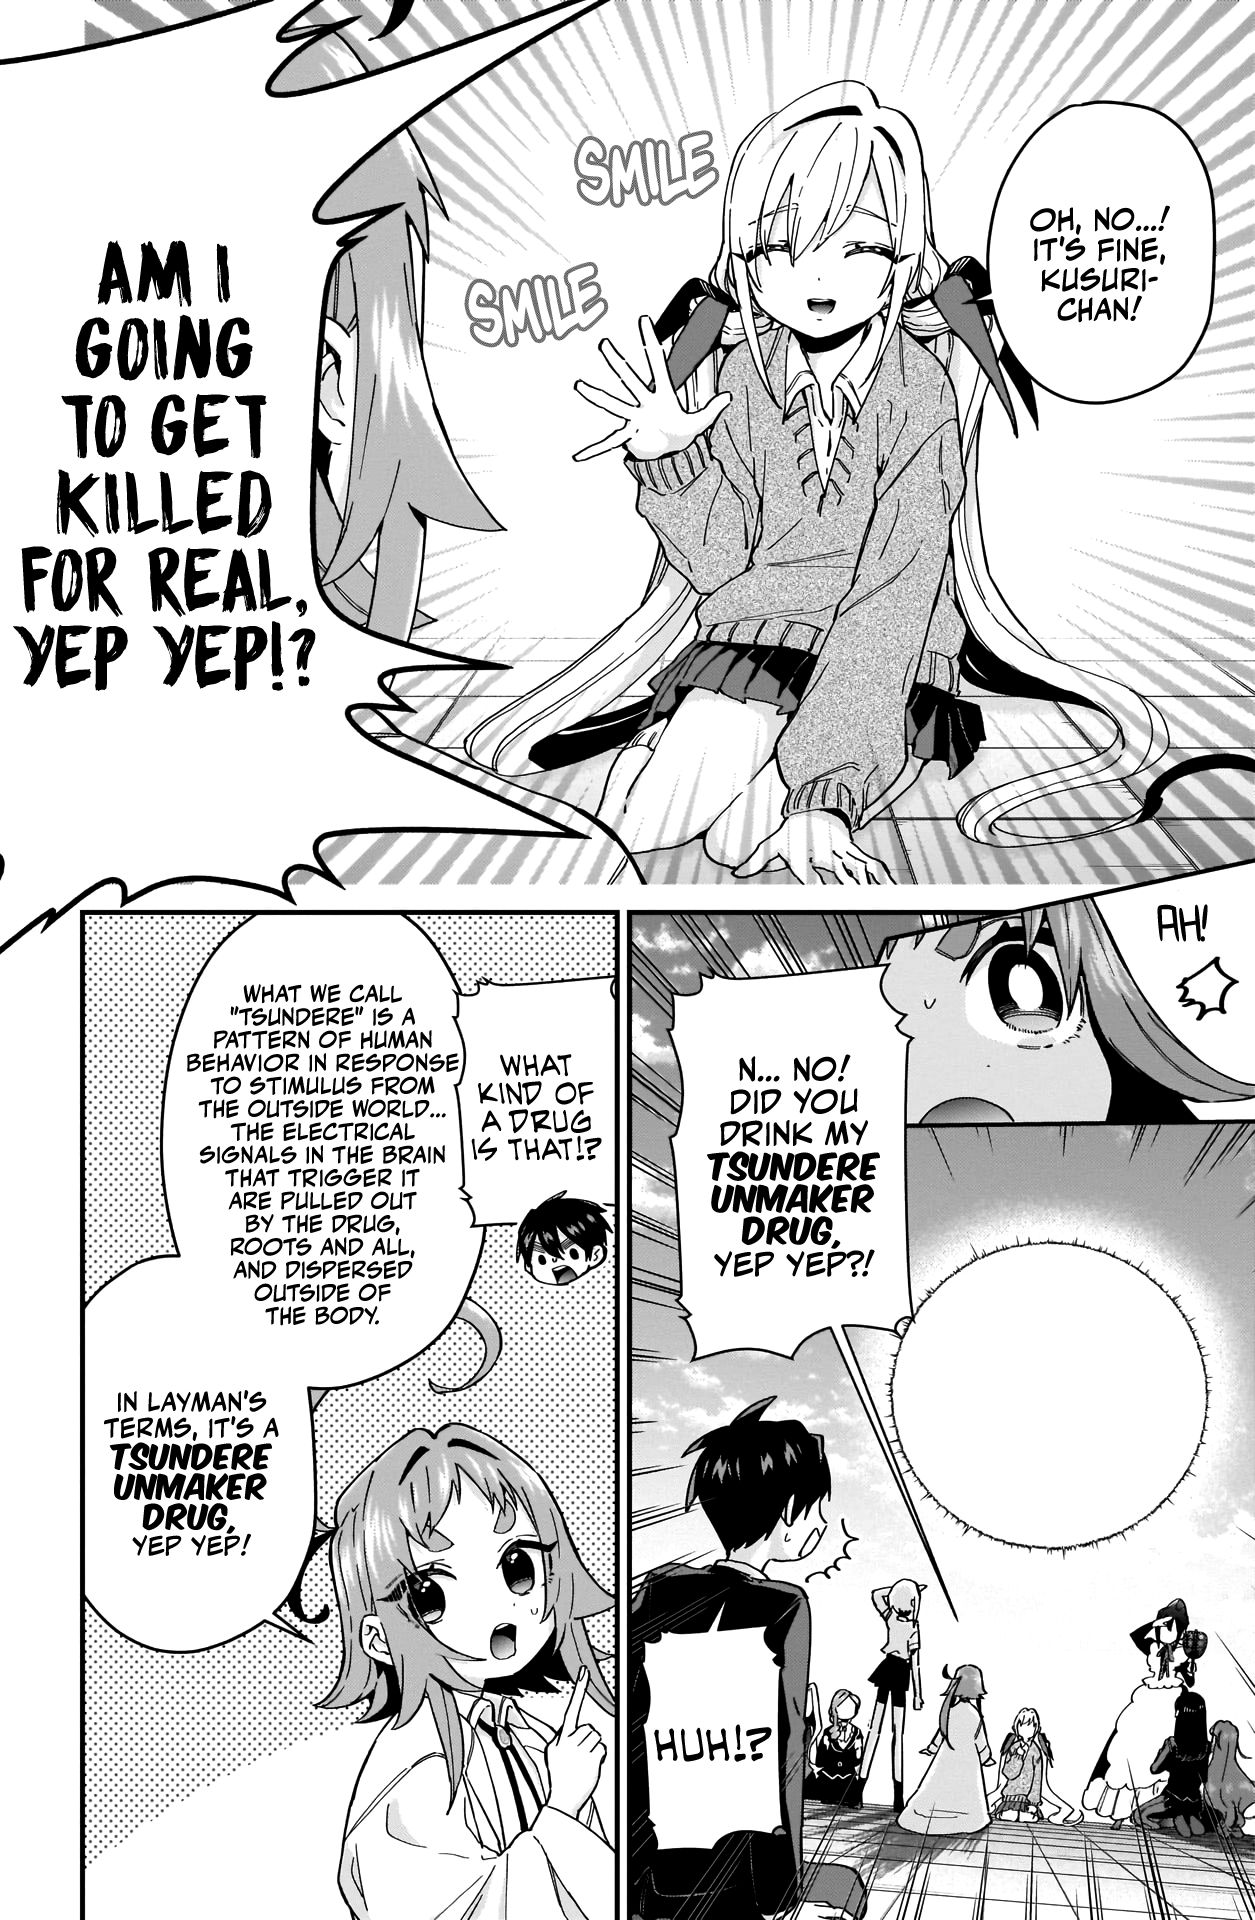 OH, NO...!
IT'S FINE,
KUSURI-
CHAN!
SMILE
SMILE
AM I
GOING
TO GET
KILLED
FOR REAL,
YEP YEP!?
AH!
N... NO!
DID YOU
DRINK MY
TSUNDERE
UNMAKER
DRUG,
YEP YEP?!
HUH!?
WHAT
KIND OF
A DRUG
IS THAT!?
WHAT WE CALL
"TSUNDERE" IS A
PATTERN OF HUMAN
BEHAVIOR IN RESPONSE
TO STIMULUS FROM
THE OUTSIDE WORLD...
THE ELECTRICAL
SIGNALS IN THE BRAIN
THAT TRIGGER IT
ARE PULLED OUT
BY THE DRUG,
ROOTS AND ALL,
AND DISPERSED
OUTSIDE OF
THE BODY.
IN LAYMAN'S
TERMS, IT'S A
TSUNDERE
UNMAKER
DRUG,
YEP YEP!